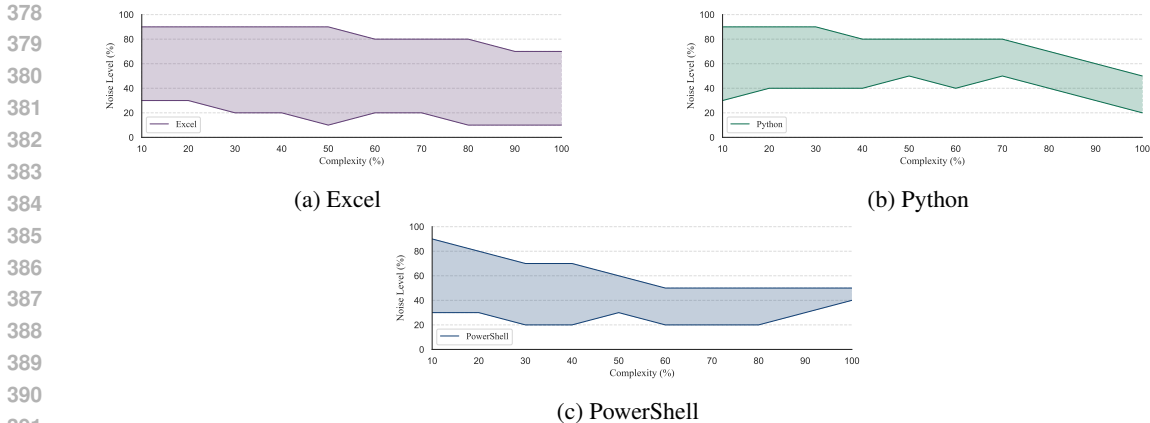 378
379
380
381
382
383
384
385
386
387
388
389
390
100
80
60
40
20
0
Noise Level (%)
Excel
10 20 30 40 50 60 70 80 90 100
Complexity (%)
(a) Excel
100
80
60
40
20
0
Noise Level (%)
Python
10 20 30 40 50 60 70 80 90 100
Complexity (%)
(b) Python
100
80
60
40
20
0
Noise Level (%)
PowerShell
10 20 30 40 50 60 70 80 90 100
Complexity (%)
(c) PowerShell